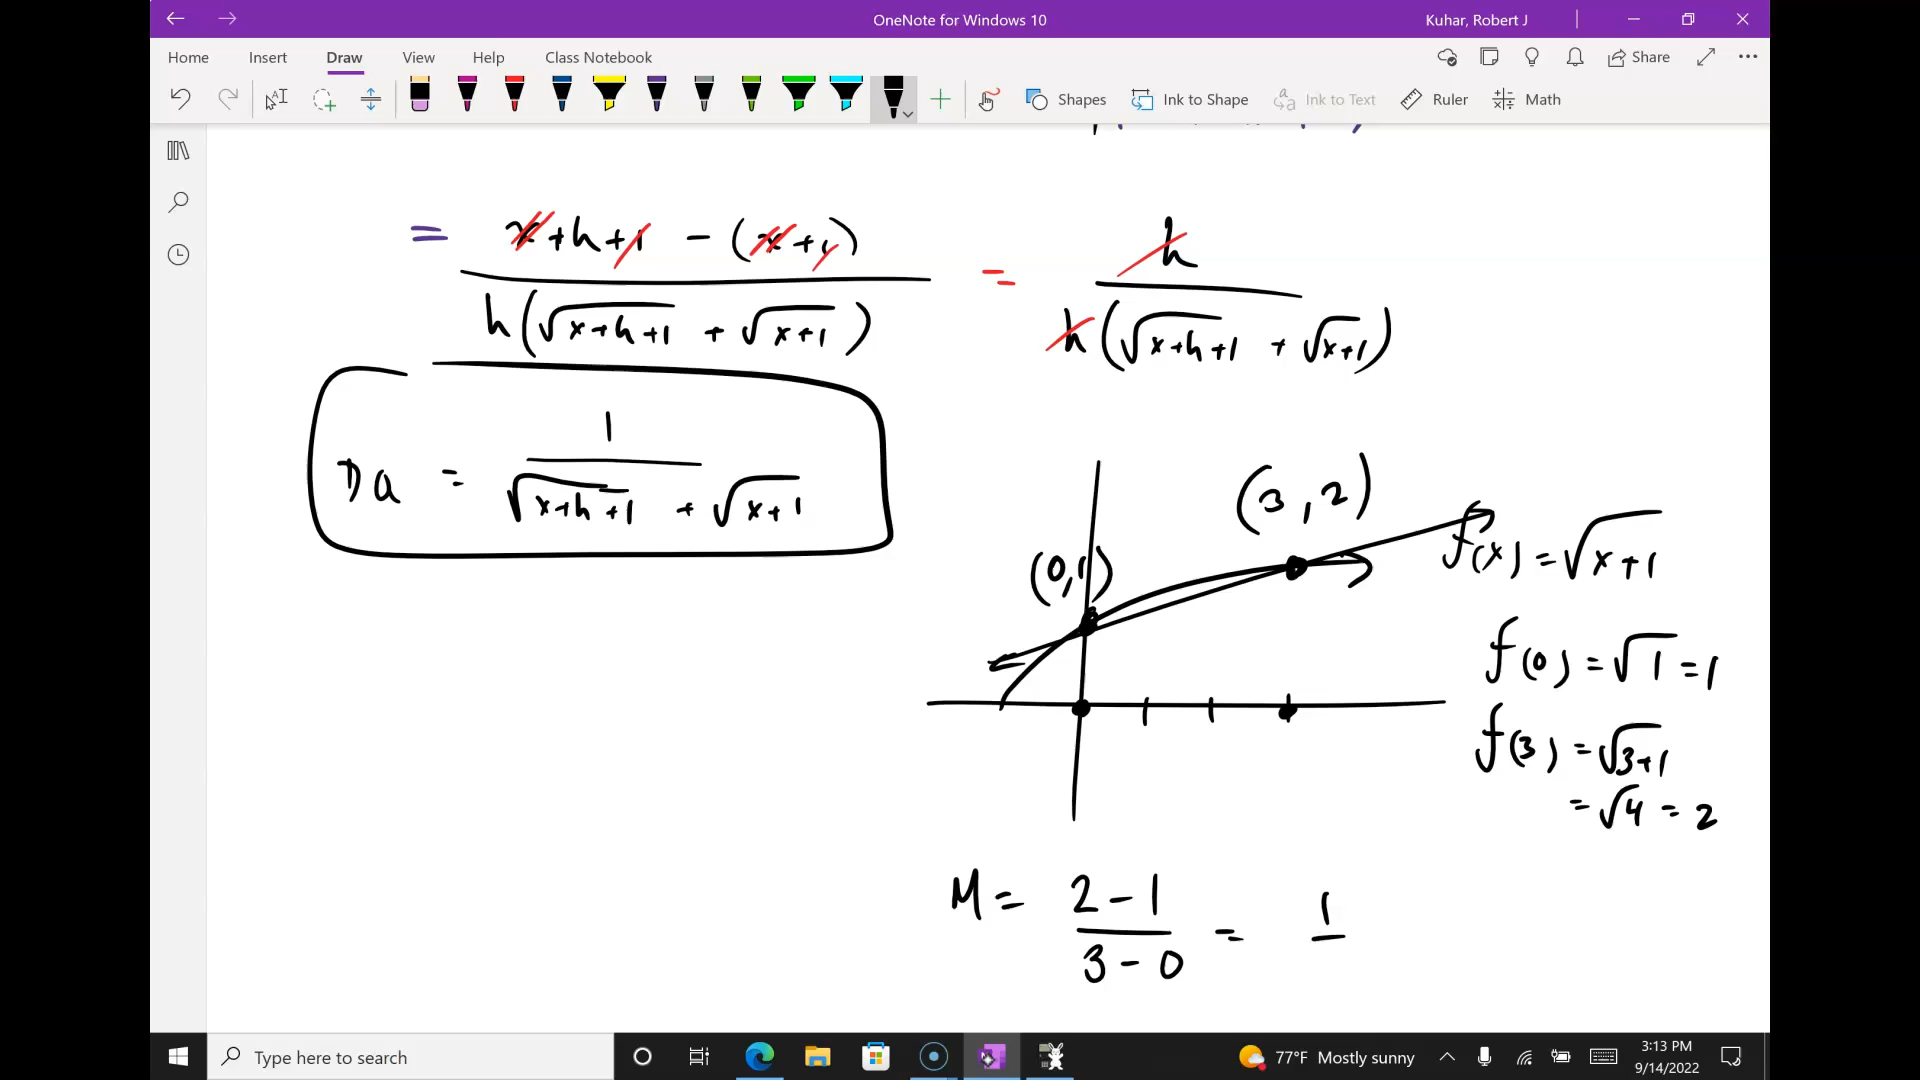 OneNote for Windows 10
Kuhar, Robert J
Home Insert Draw View Help Class Notebook Share
Shapes Ink to Shape Ink to Text Ruler Math
= x+h+1 - (x+1) = h
h(√x+h+1 + √x+1) h(√x+h+1 + √x+1)
Da = 1
√x+h+1 + √x+1
(3,2)
(0,1)
f(x) = √x+1
f(0) = √1 = 1
f(3) = √3+1
= √4 = 2
M = 2-1 = 1
3-0
Type here to search
77°F Mostly sunny
3:13 PM
9/14/2022